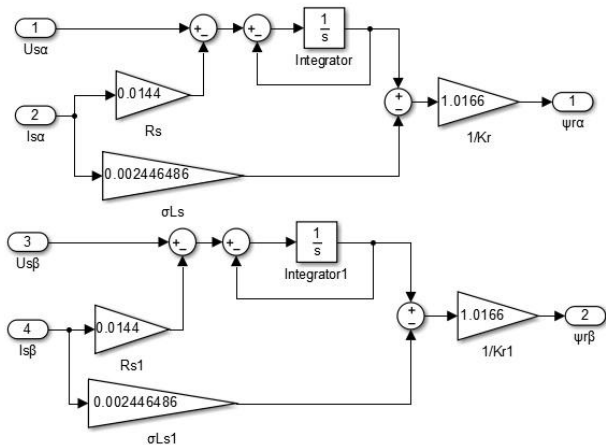 1
Usα
1
s
Integrator
0.0144
Rs
2
Isα
1.0166
1/Kr
1
ψrα
0.002446486
σLs
3
Usβ
1
s
Integrator1
0.0144
Rs1
4
Isβ
1.0166
1/Kr1
2
ψrβ
0.002446486
σLs1